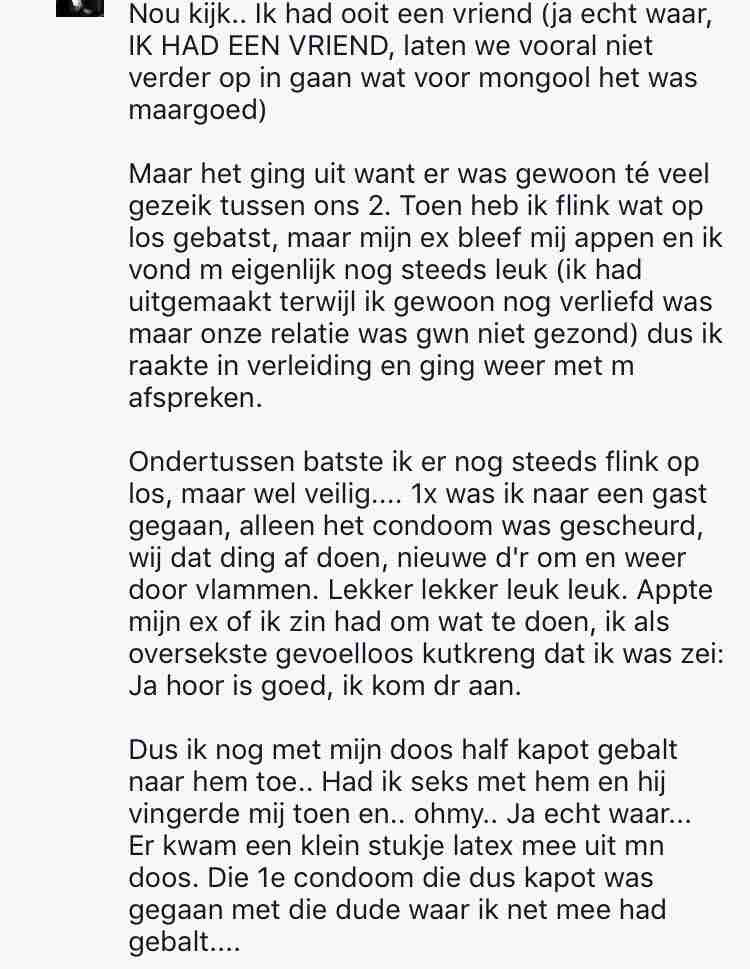 Nou kijk.. Ik had ooit een vriend (ja echt waar,
IK HAD EEN VRIEND, laten we vooral niet
verder op in gaan wat voor mongool het was
maargoed)
Maar het ging uit want er was gewoon té veel
gezeik tussen ons 2. Toen heb ik flink wat op
los gebatst, maar mijn ex bleef mij appen en ik
vond m eigenlijk nog steeds leuk (ik had
uitgemaakt terwijl ik gewoon nog verliefd was
maar onze relatie was gwn niet gezond) dus ik
raakte in verleiding en ging weer met m
afspreken.
Ondertussen batste ik er nog steeds flink op
los, maar wel veilig.... 1x was ik naar een gast
gegaan, alleen het condoom was gescheurd,
wij dat ding af doen, nieuwe d'r om en weer
door vlammen. Lekker lekker leuk leuk. Appte
mijn ex of ik zin had om wat te doen, ik als
oversekste gevoelloos kutkreng dat ik was zei:
Ja hoor is goed, ik kom dr aan.
Dus ik nog met mijn doos half kapot gebalt
naar hem toe.. Had ik seks met hem en hij
vingerde mij toen en.. ohmy.. Ja echt waar...
Er kwam een klein stukje latex mee uit mn
doos. Die 1e condoom die dus kapot was
gegaan met die dude waar ik net mee had
gebalt....